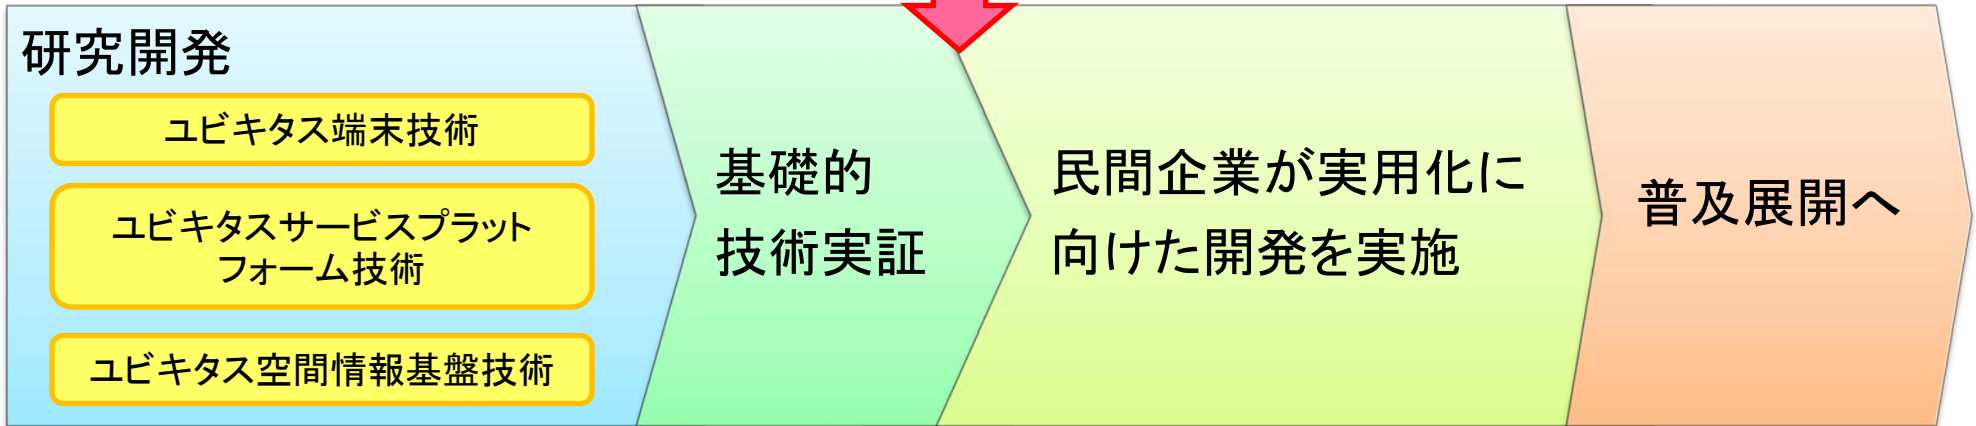 研究開発
ユビキタス端末技術
ユビキタスサービスプラット
フォーム技術
ユビキタス空間情報基盤技術
基礎的
技術実証
民間企業が実用化に
向けた開発を実施
普及展開へ